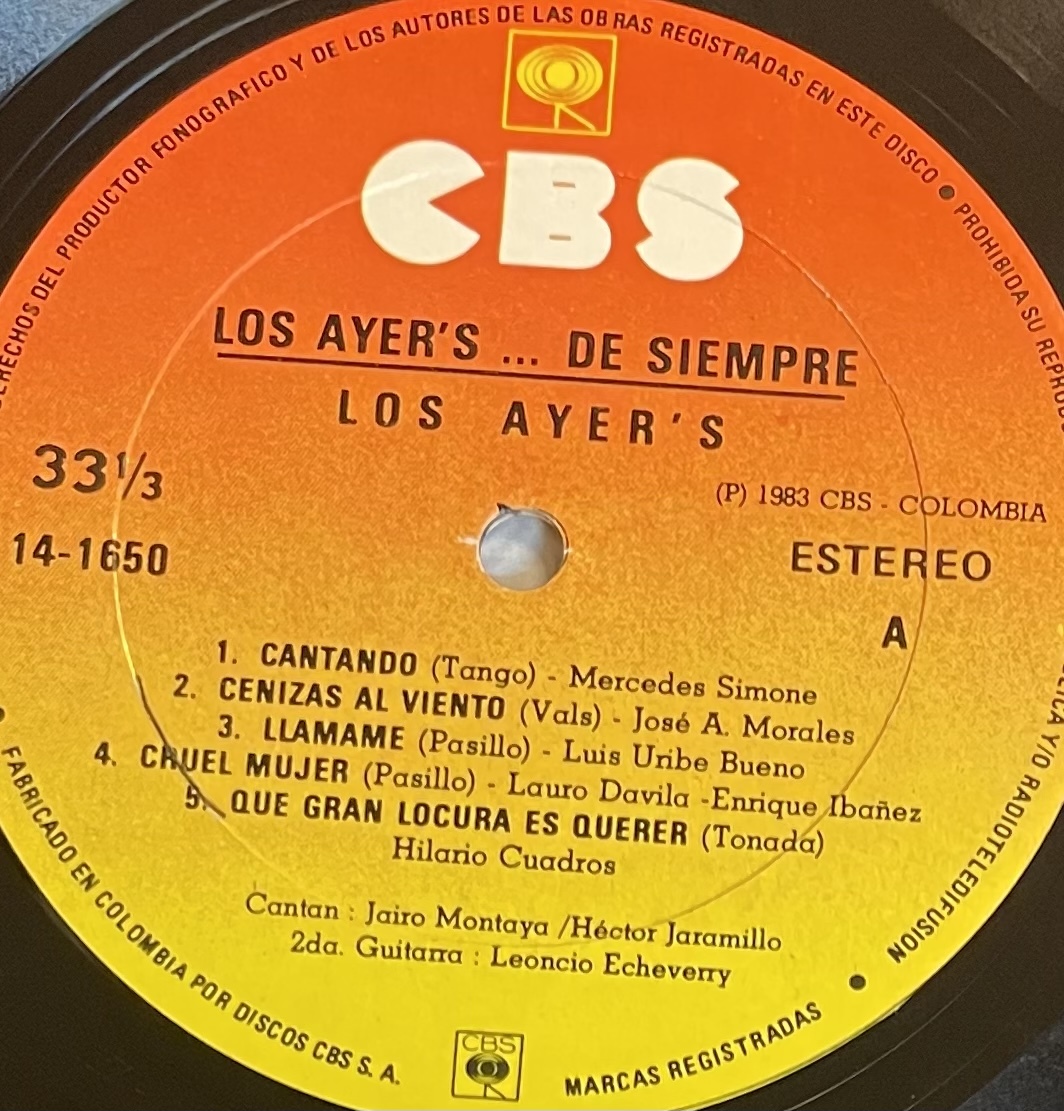 DERECHOS DEL PRODUCTOR FONOGRAFICO Y DE LOS AUTORES DE LAS OBRAS REGISTRADAS EN ESTE DISCO • PROHIBIDA SU
CBS
LOS AYER'S ... DE SIEMPRE
LOS AYER'S
33 1/3
(P) 1983 CBS - COLOMBIA
14-1650
ESTEREO
A
1. CANTANDO (Tango) - Mercedes Simone
2. CENIZAS AL VIENTO (Vals) - José A. Morales
3. LLAMAME (Pasillo) - Luis Uribe Bueno
4. CRUEL MUJER (Pasillo) - Lauro Davila -Enrique Ibañez
5. QUE GRAN LOCURA ES QUERER (Tonada)
Hilario Cuadros
Cantan : Jairo Montaya /Héctor Jaramillo
2da. Guitarra : Leoncio Echeverry
Y/O RADIOTELEDIFUSION •
• FABRICADO EN COLOMBIA POR DISCOS CBS S. A.
CBS
MARCAS REGISTRADAS